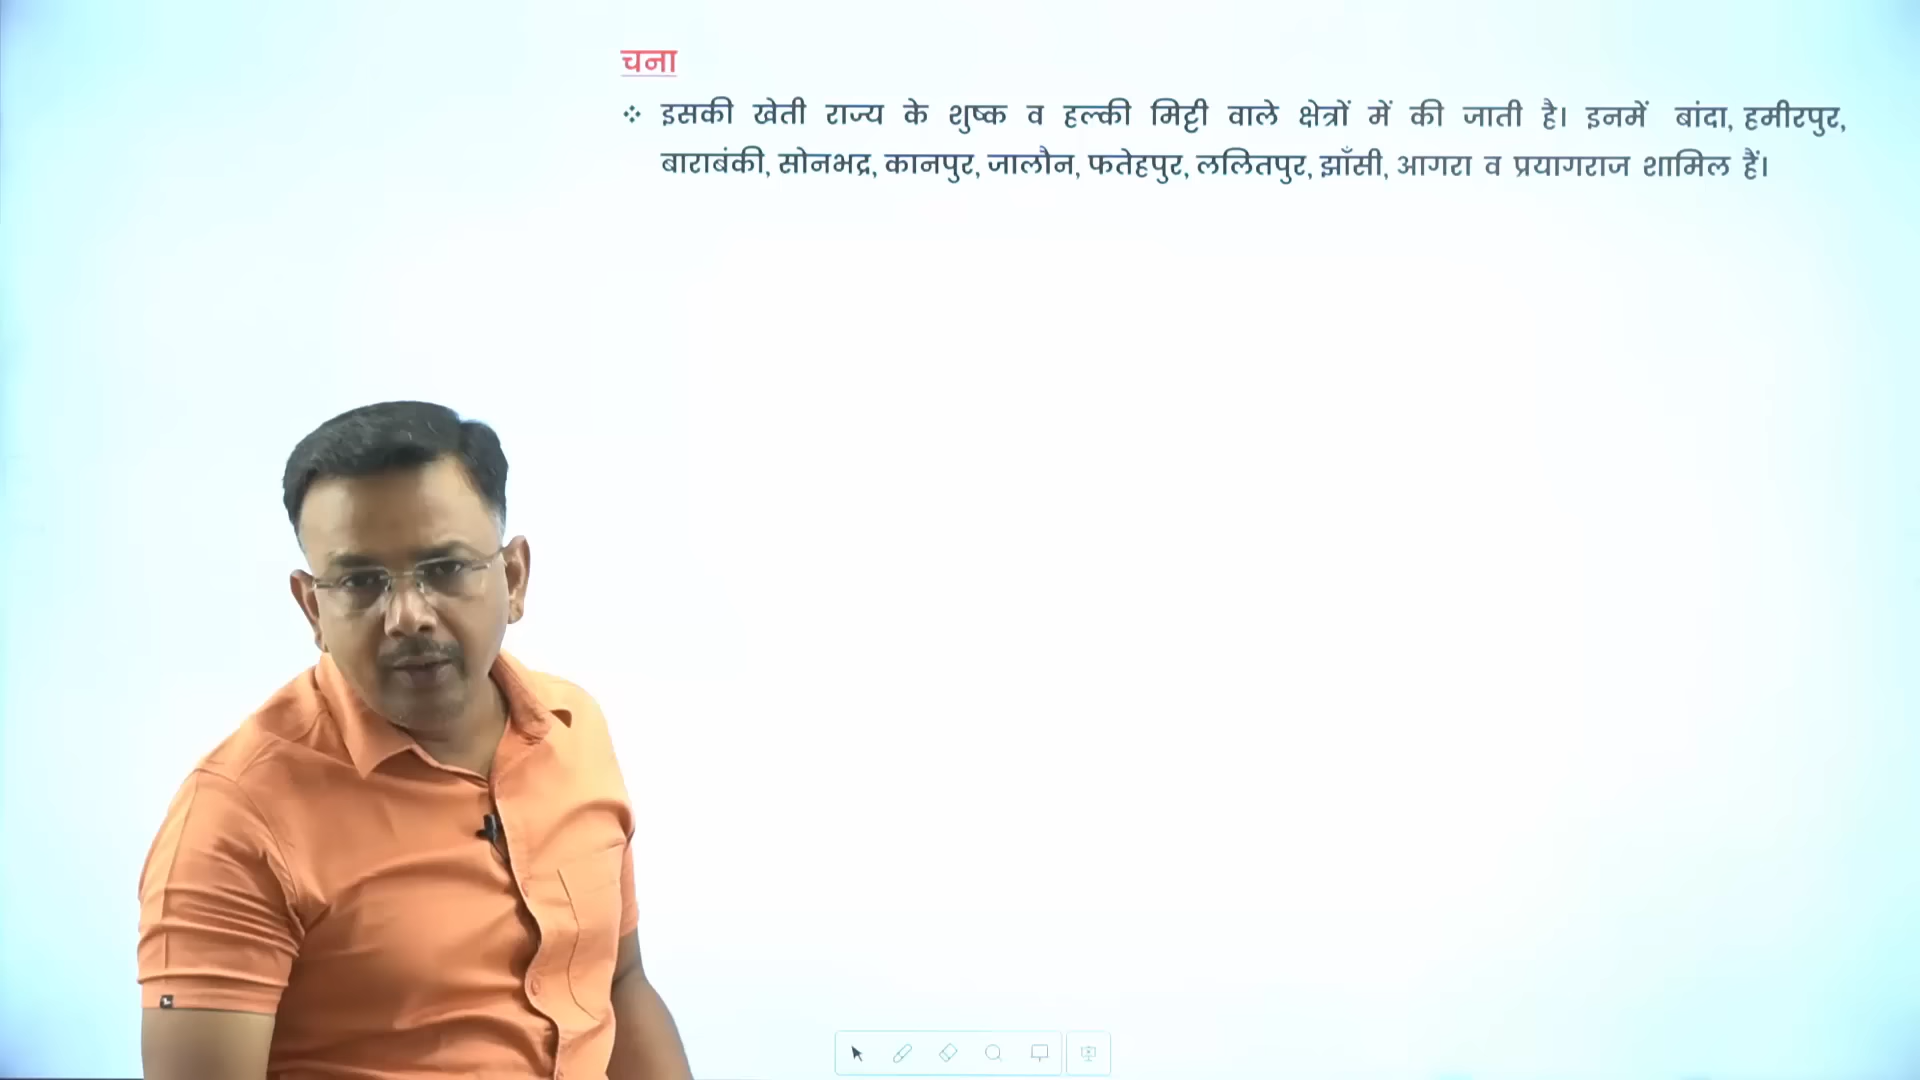 चना
❖ इसकी खेती राज्य के शुष्क व हल्की मिट्टी वाले क्षेत्रों में की जाती है। इनमें बांदा, हमीरपुर,
बाराबंकी, सोनभद्र, कानपुर, जालौन, फतेहपुर, ललितपुर, झाँसी, आगरा व प्रयागराज शामिल हैं।